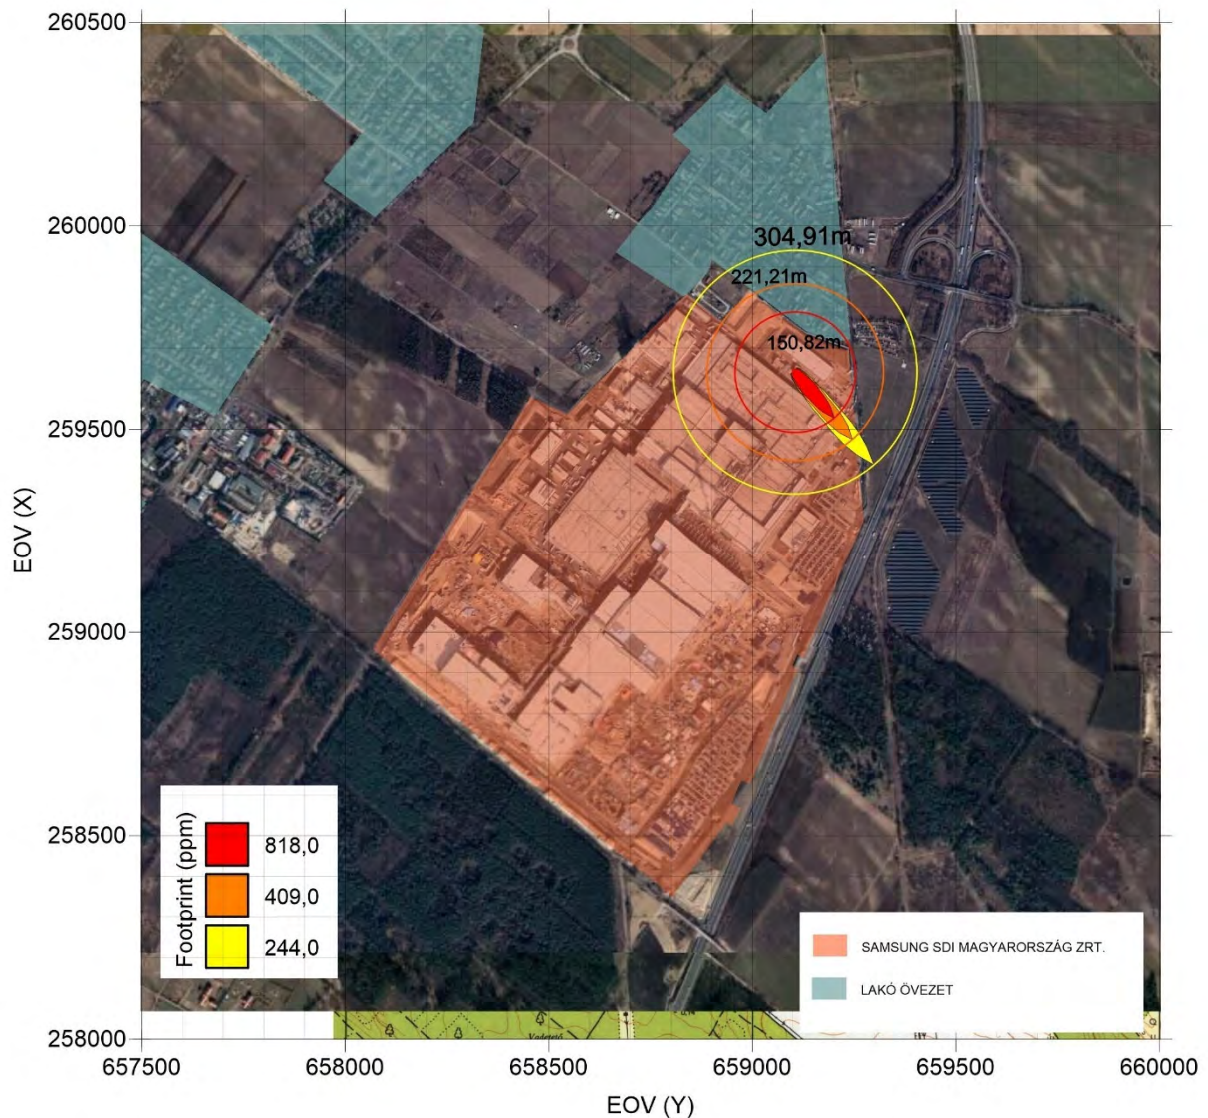 260500
260000
304,91m
221,21m
150,82m
259500
EOV (X)
259000
258500
Footprint (ppm)
818,0
409,0
244,0
SAMSUNG SDI MAGYARORSZÁG ZRT.
LAKÓ ÖVEZET
258000
Vadetető
657500
658000
658500
659000
659500
660000
EOV (Y)